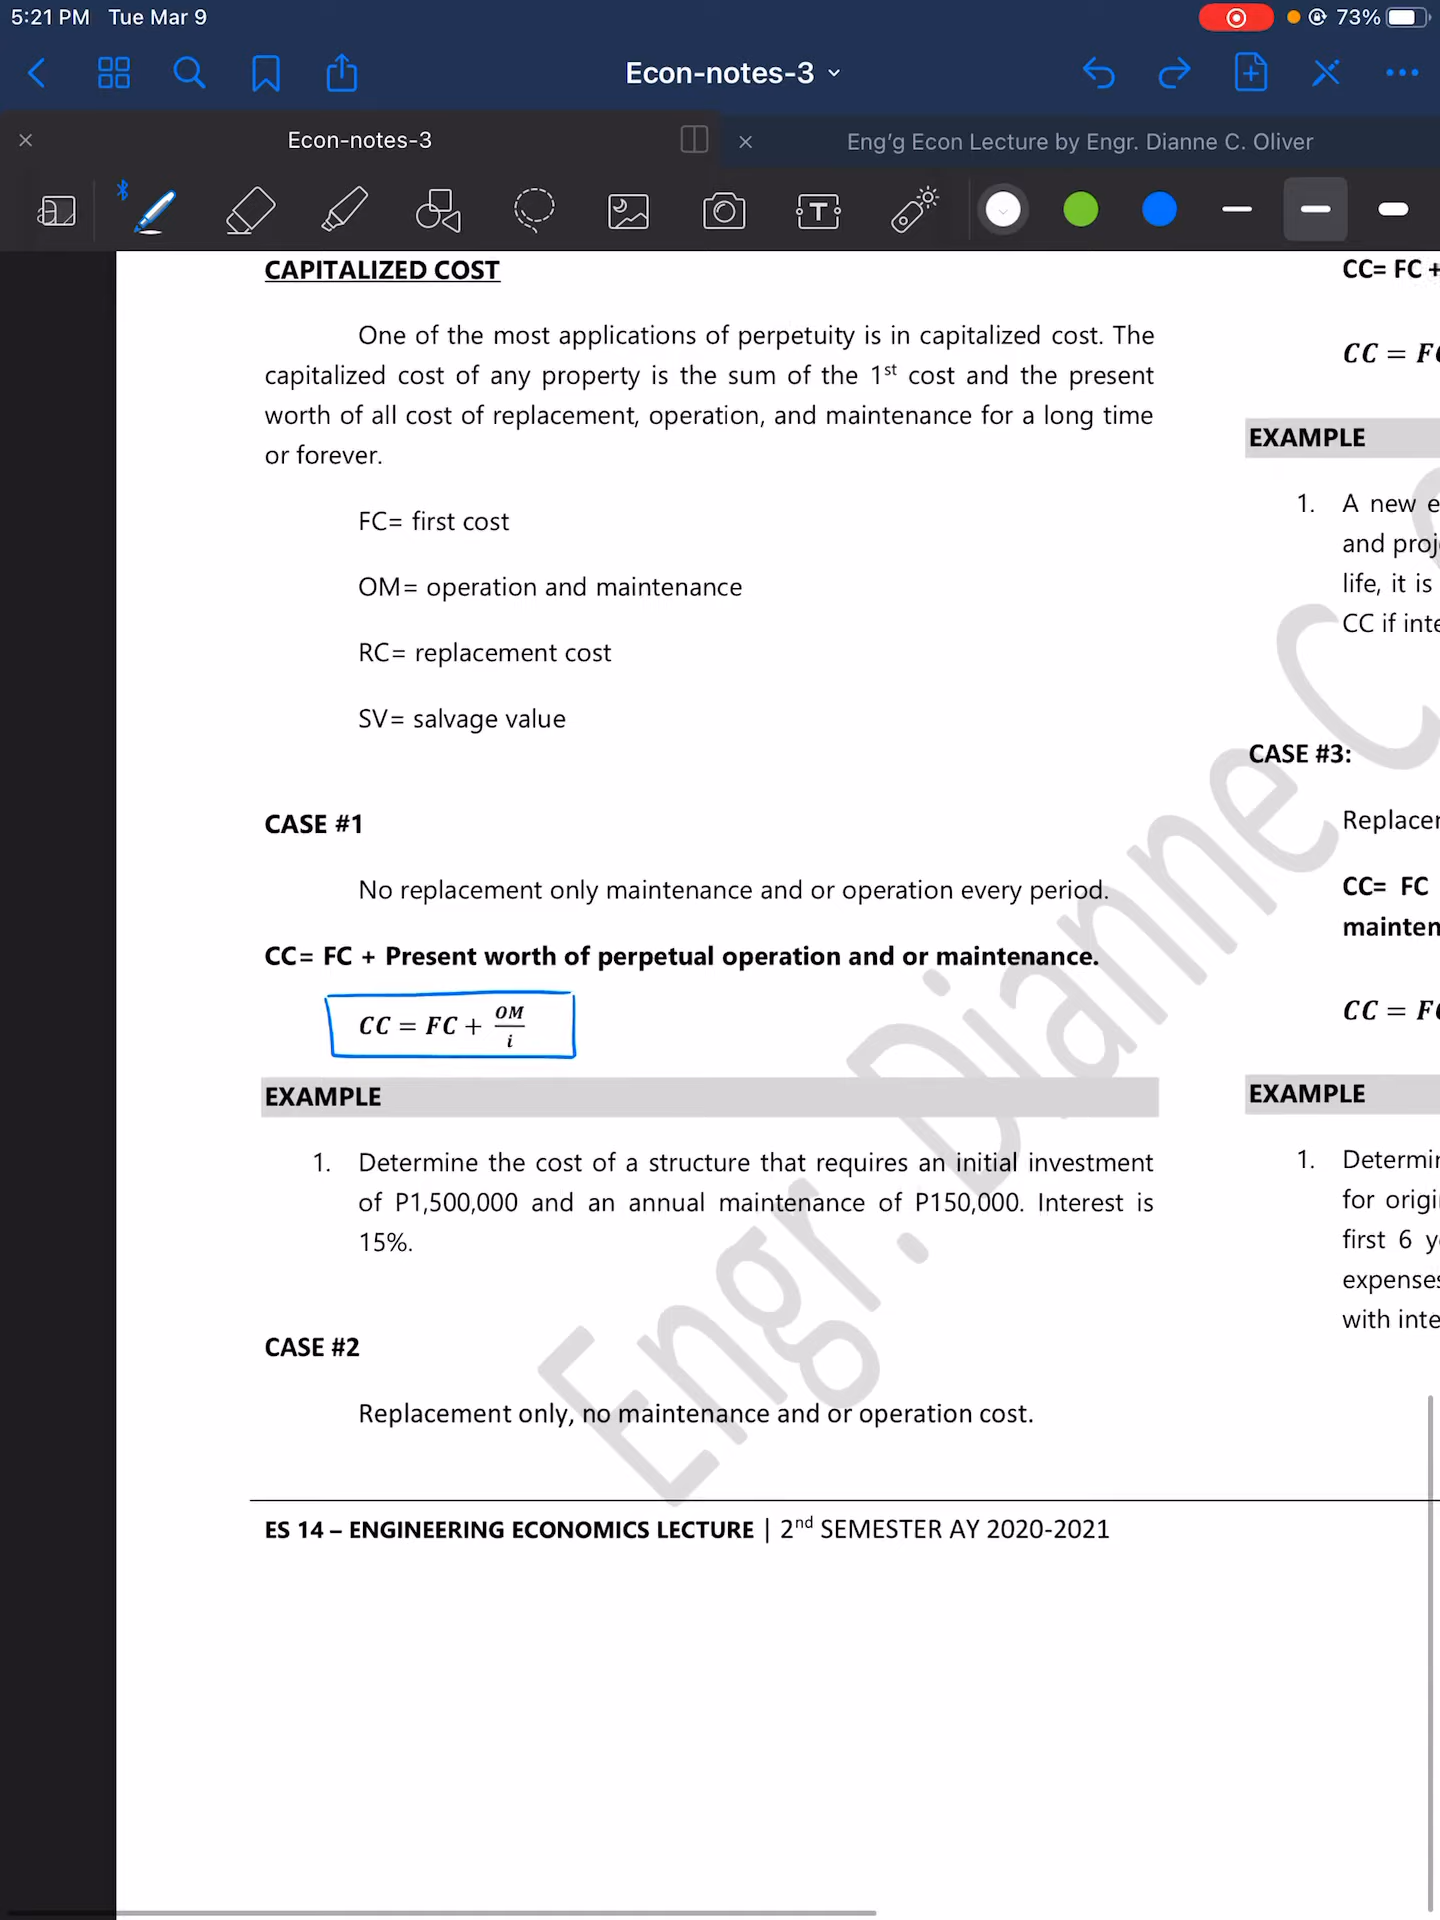 5:21 PM Tue Mar 9
73%
Econ-notes-3
Econ-notes-3
Eng'g Econ Lecture by Engr. Dianne C. Oliver
CAPITALIZED COST
One of the most applications of perpetuity is in capitalized cost. The
capitalized cost of any property is the sum of the 1st cost and the present
worth of all cost of replacement, operation, and maintenance for a long time
or forever.
FC= first cost
OM= operation and maintenance
RC= replacement cost
SV= salvage value
CASE #1
No replacement only maintenance and or operation every period.
CC= FC + Present worth of perpetual operation and or maintenance.
CC = FC + OM/i
EXAMPLE
1. Determine the cost of a structure that requires an initial investment
of P1,500,000 and an annual maintenance of P150,000. Interest is
15%.
CASE #2
Replacement only, no maintenance and or operation cost.
ES 14 – ENGINEERING ECONOMICS LECTURE | 2nd SEMESTER AY 2020-2021
CC= FC +
CC = F
EXAMPLE
1. A new e
and proj
life, it is
CC if inte
CASE #3:
Replacer
CC= FC
mainten
CC = F
EXAMPLE
1. Determin
for origi
first 6 y
expenses
with inte
Engr. Dianne C